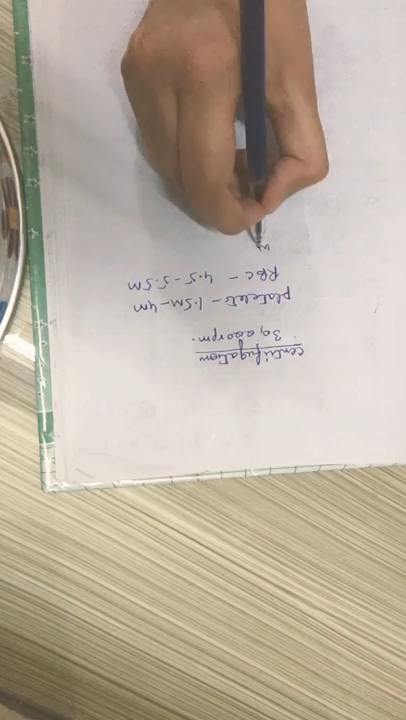 centrifugation
30,000rpm.
platelets - 1.5M-4M
RBC - 4.5-5.5M
W